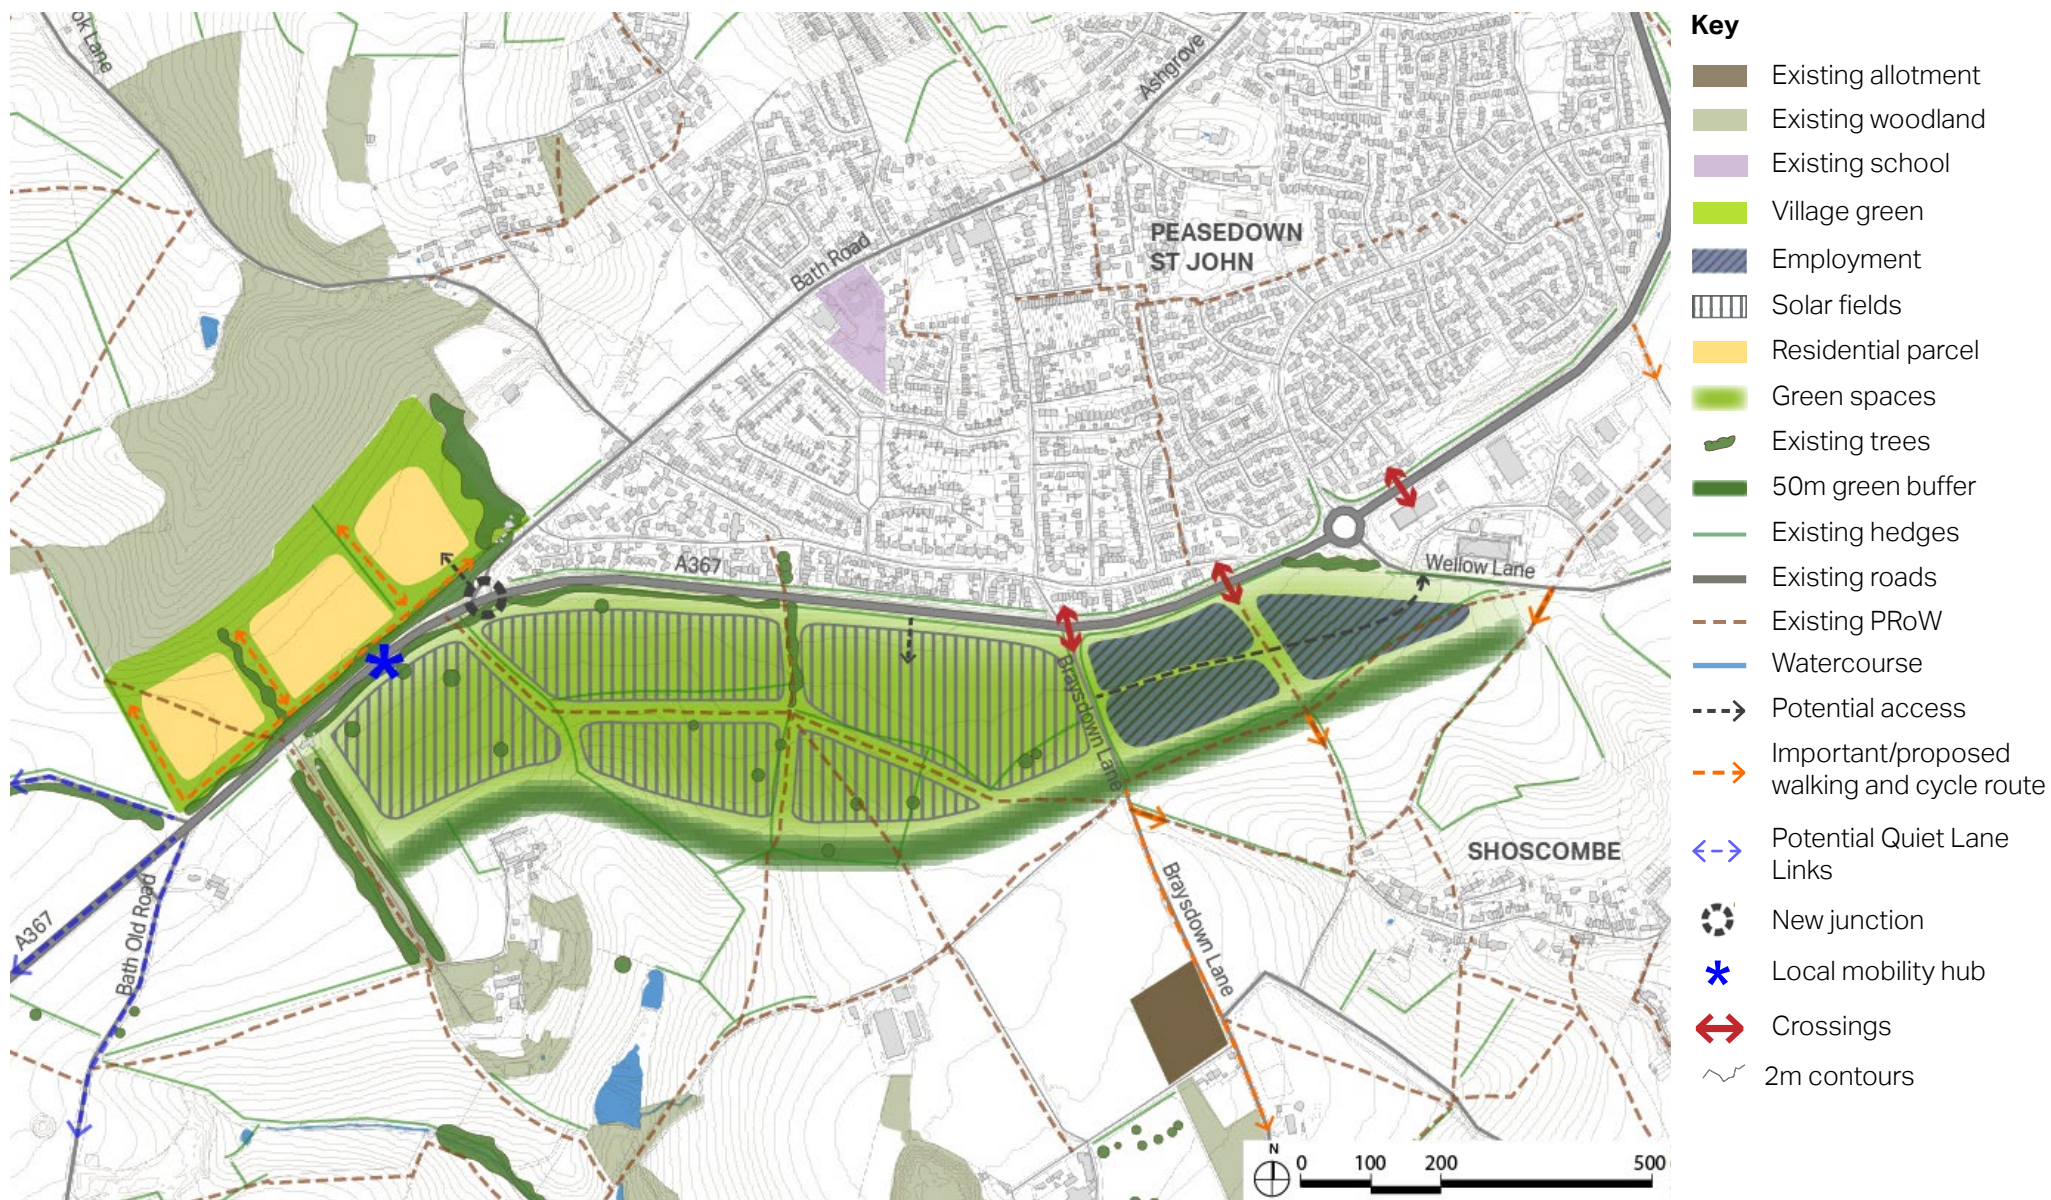 ok Lane
Ashgrove
PEASEDOWN
ST JOHN
Bath Road
A367
Wellow Lane
Braysdown Lane
SHOSCOMBE
Braysdown Lane
A367
Bath Old Road
N
0 100 200 500
Key
Existing allotment
Existing woodland
Existing school
Village green
Employment
Solar fields
Residential parcel
Green spaces
Existing trees
50m green buffer
Existing hedges
Existing roads
Existing PRoW
Watercourse
Potential access
Important/proposed
walking and cycle route
Potential Quiet Lane
Links
New junction
Local mobility hub
Crossings
2m contours